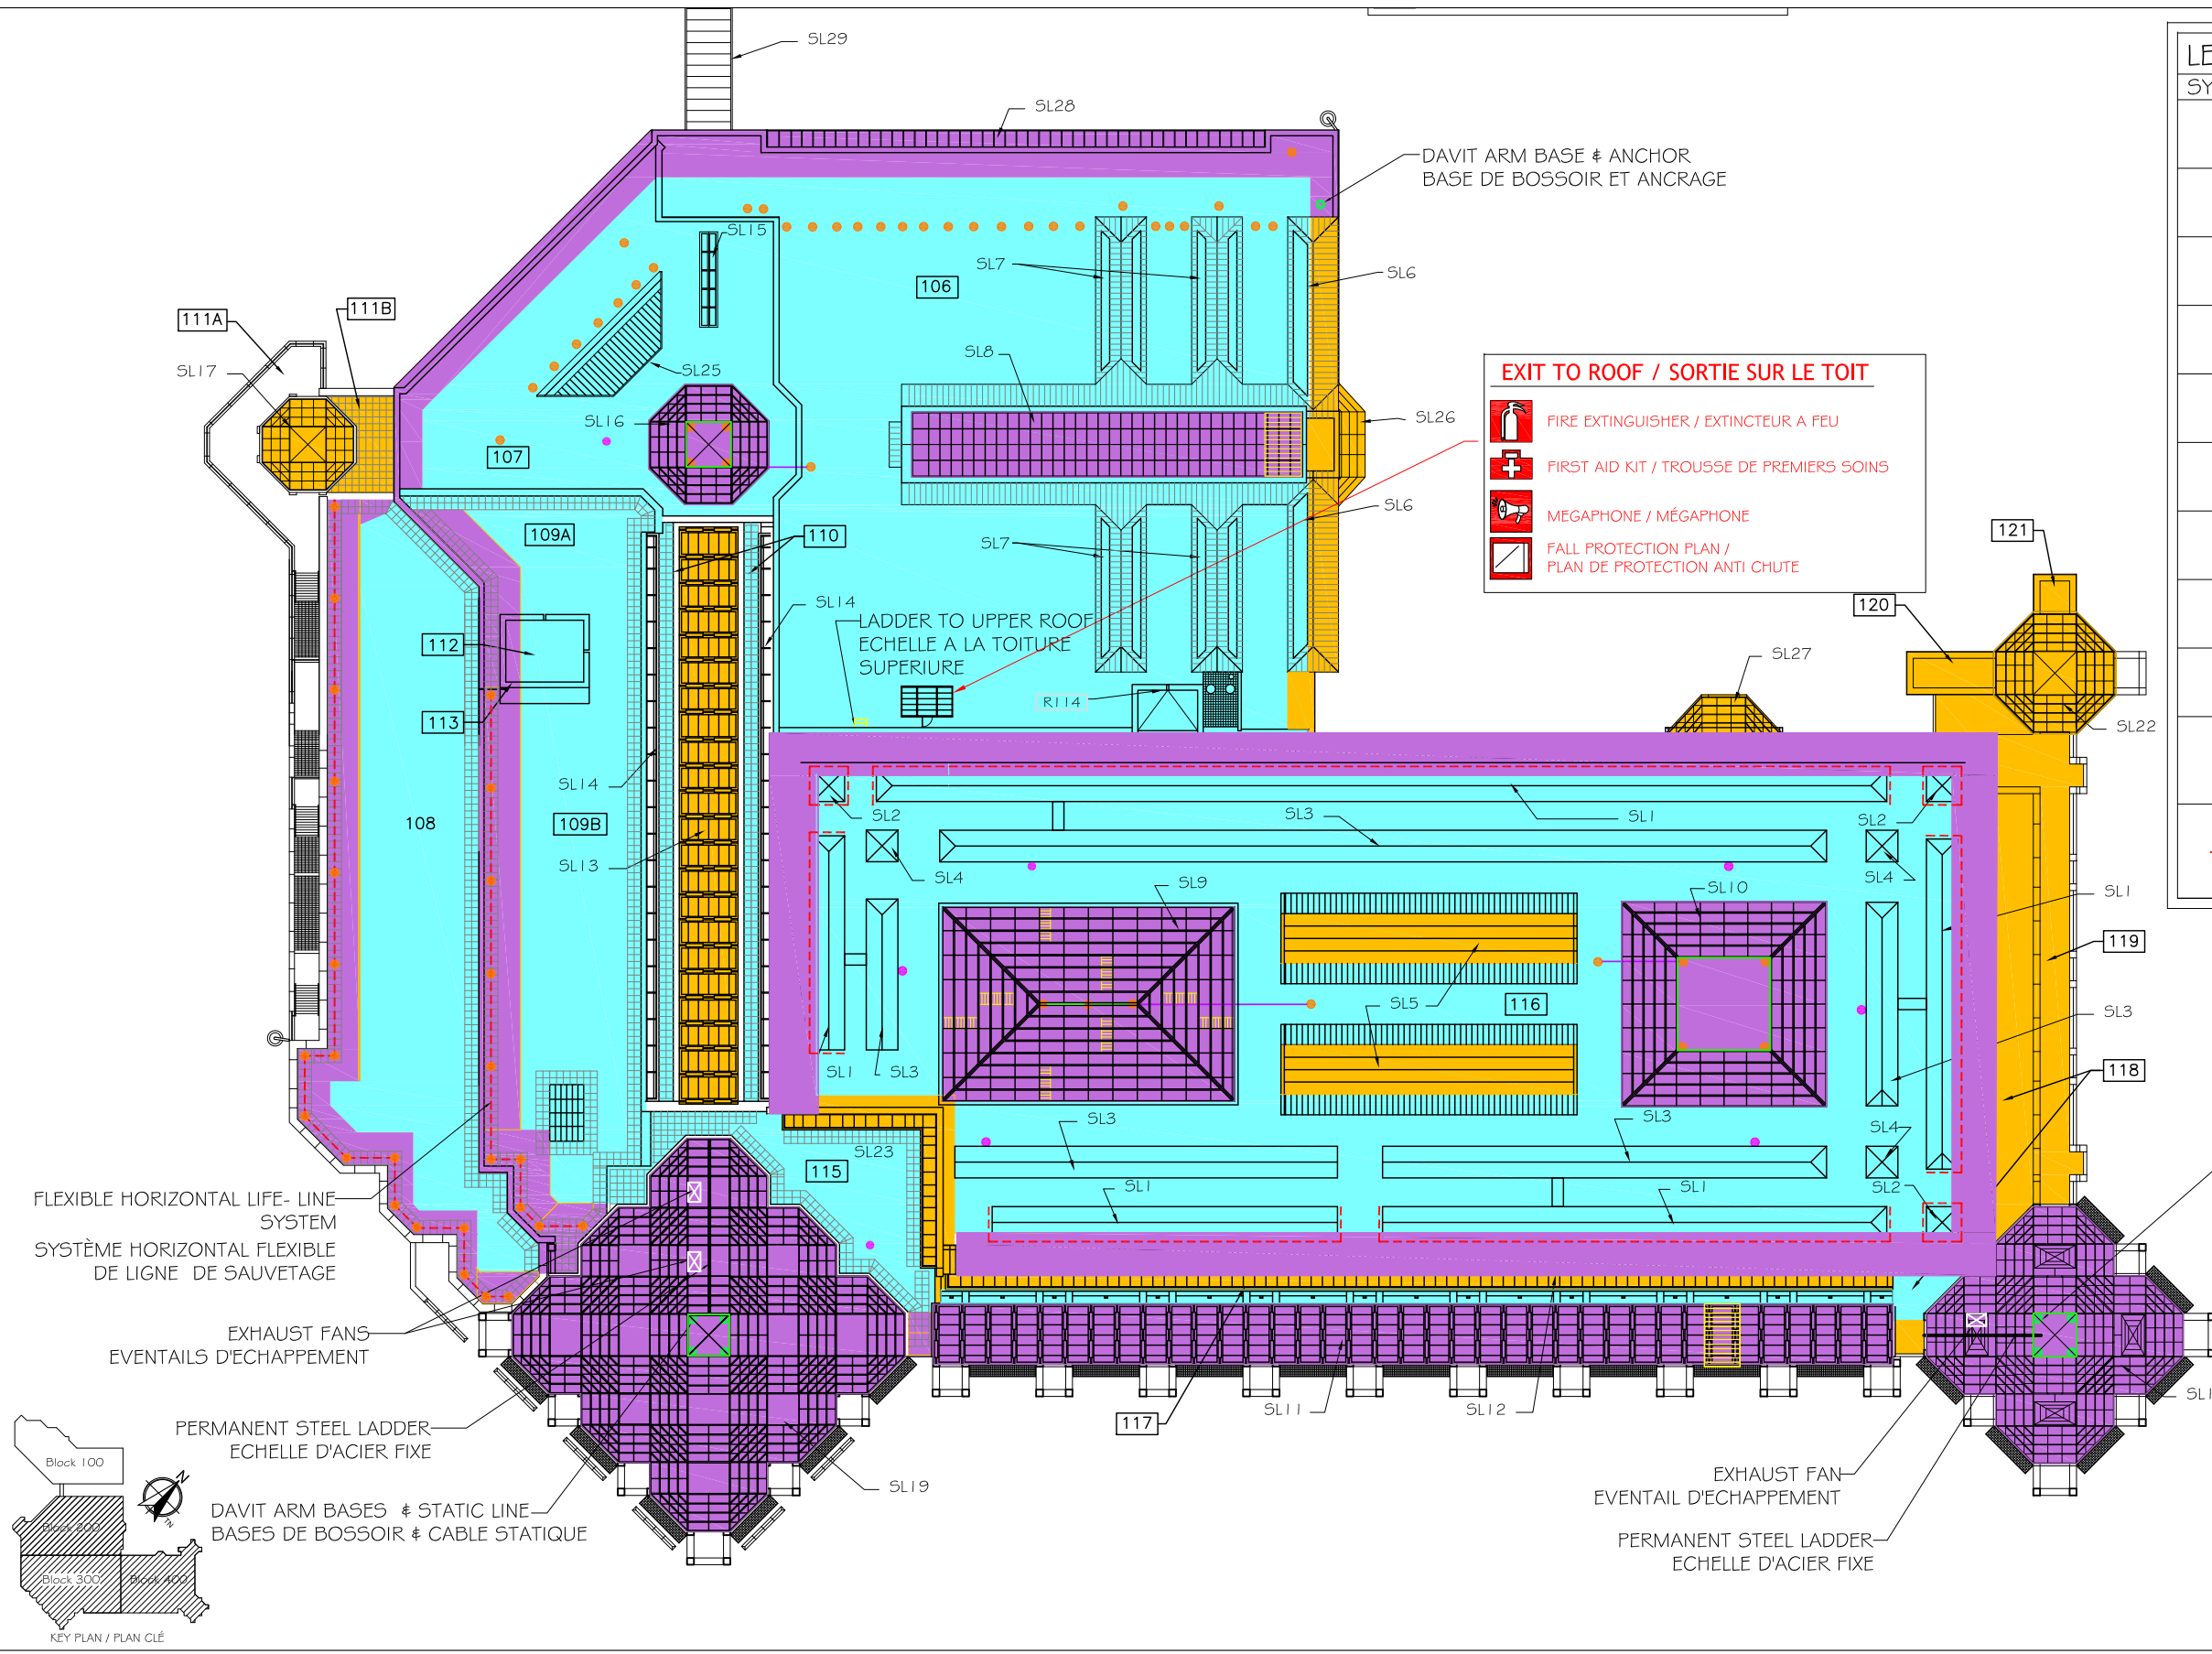 SL29
LE
SY
SL28
DAVIT ARM BASE & ANCHOR
BASE DE BOSSOIR ET ANCRAGE
SL15
SL7
SL6
106
111B
111A
SL17
SL8
SL25
SL16
SL26
107
EXIT TO ROOF / SORTIE SUR LE TOIT
FIRE EXTINGUISHER / EXTINCTEUR A FEU
FIRST AID KIT / TROUSSE DE PREMIERS SOINS
MEGAPHONE / MÉGAPHONE
FALL PROTECTION PLAN /
PLAN DE PROTECTION ANTI CHUTE
SL6
109A
110
SL7
121
SL14
120
LADDER TO UPPER ROOF
ECHELLE A LA TOITURE
SUPERIURE
112
SL27
R114
113
SL22
SL14
108
109B
SL2
SL3
SL1
SL2
SL13
SL4
SL4
SL9
SL10
SL1
119
SL5
116
SL3
SL1
SL3
118
SL3
SL3
SL4
SL23
115
SL1
SL1
SL2
FLEXIBLE HORIZONTAL LIFE- LINE
SYSTEM
SYSTÈME HORIZONTAL FLEXIBLE
DE LIGNE DE SAUVETAGE
EXHAUST FANS
EVENTAILS D'ECHAPPEMENT
SL11
SL12
117
SL1
PERMANENT STEEL LADDER
ECHELLE D'ACIER FIXE
SL19
DAVIT ARM BASES & STATIC LINE
BASES DE BOSSOIR & CABLE STATIQUE
EXHAUST FAN
EVENTAIL D'ECHAPPEMENT
PERMANENT STEEL LADDER
ECHELLE D'ACIER FIXE
Block 100
N
TN
Block 200
Block 300
Block 400
KEY PLAN / PLAN CLÉ